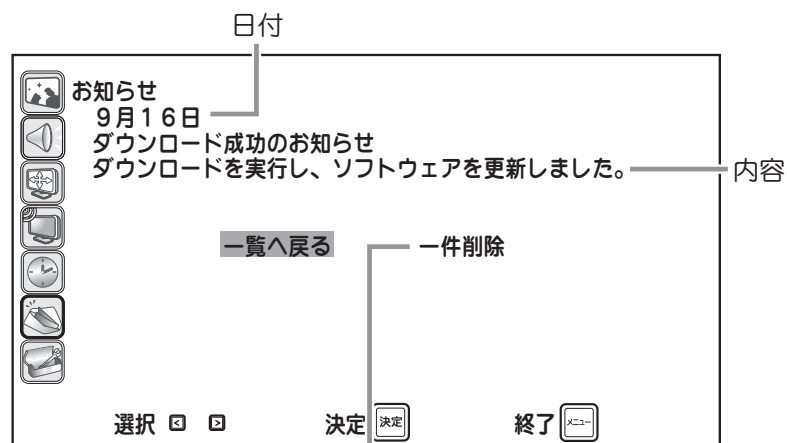 日付
お知らせ
９月１６日
ダウンロード成功のお知らせ
ダウンロードを実行し、ソフトウェアを更新しました。
内容
一覧へ戻る 一件削除
選択 決定 決定 終了 メニュー